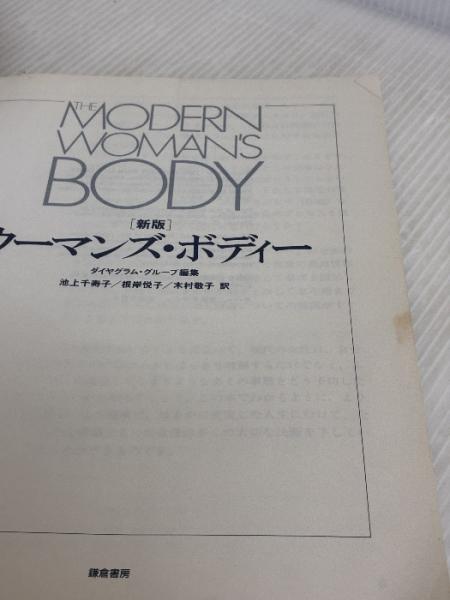 THE
MODERN
WOMAN'S
BODY
［新版］
ウーマンズ・ボディー
ダイヤグラム・グループ編集
池上千寿子／根岸悦子／木村敬子 訳
鎌倉書房